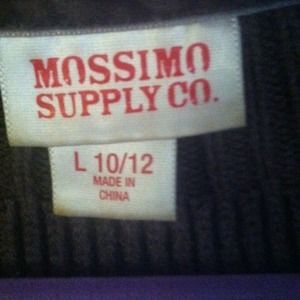 MOSSIMO
SUPPLY CO.
L 10/12
MADE IN
CHINA